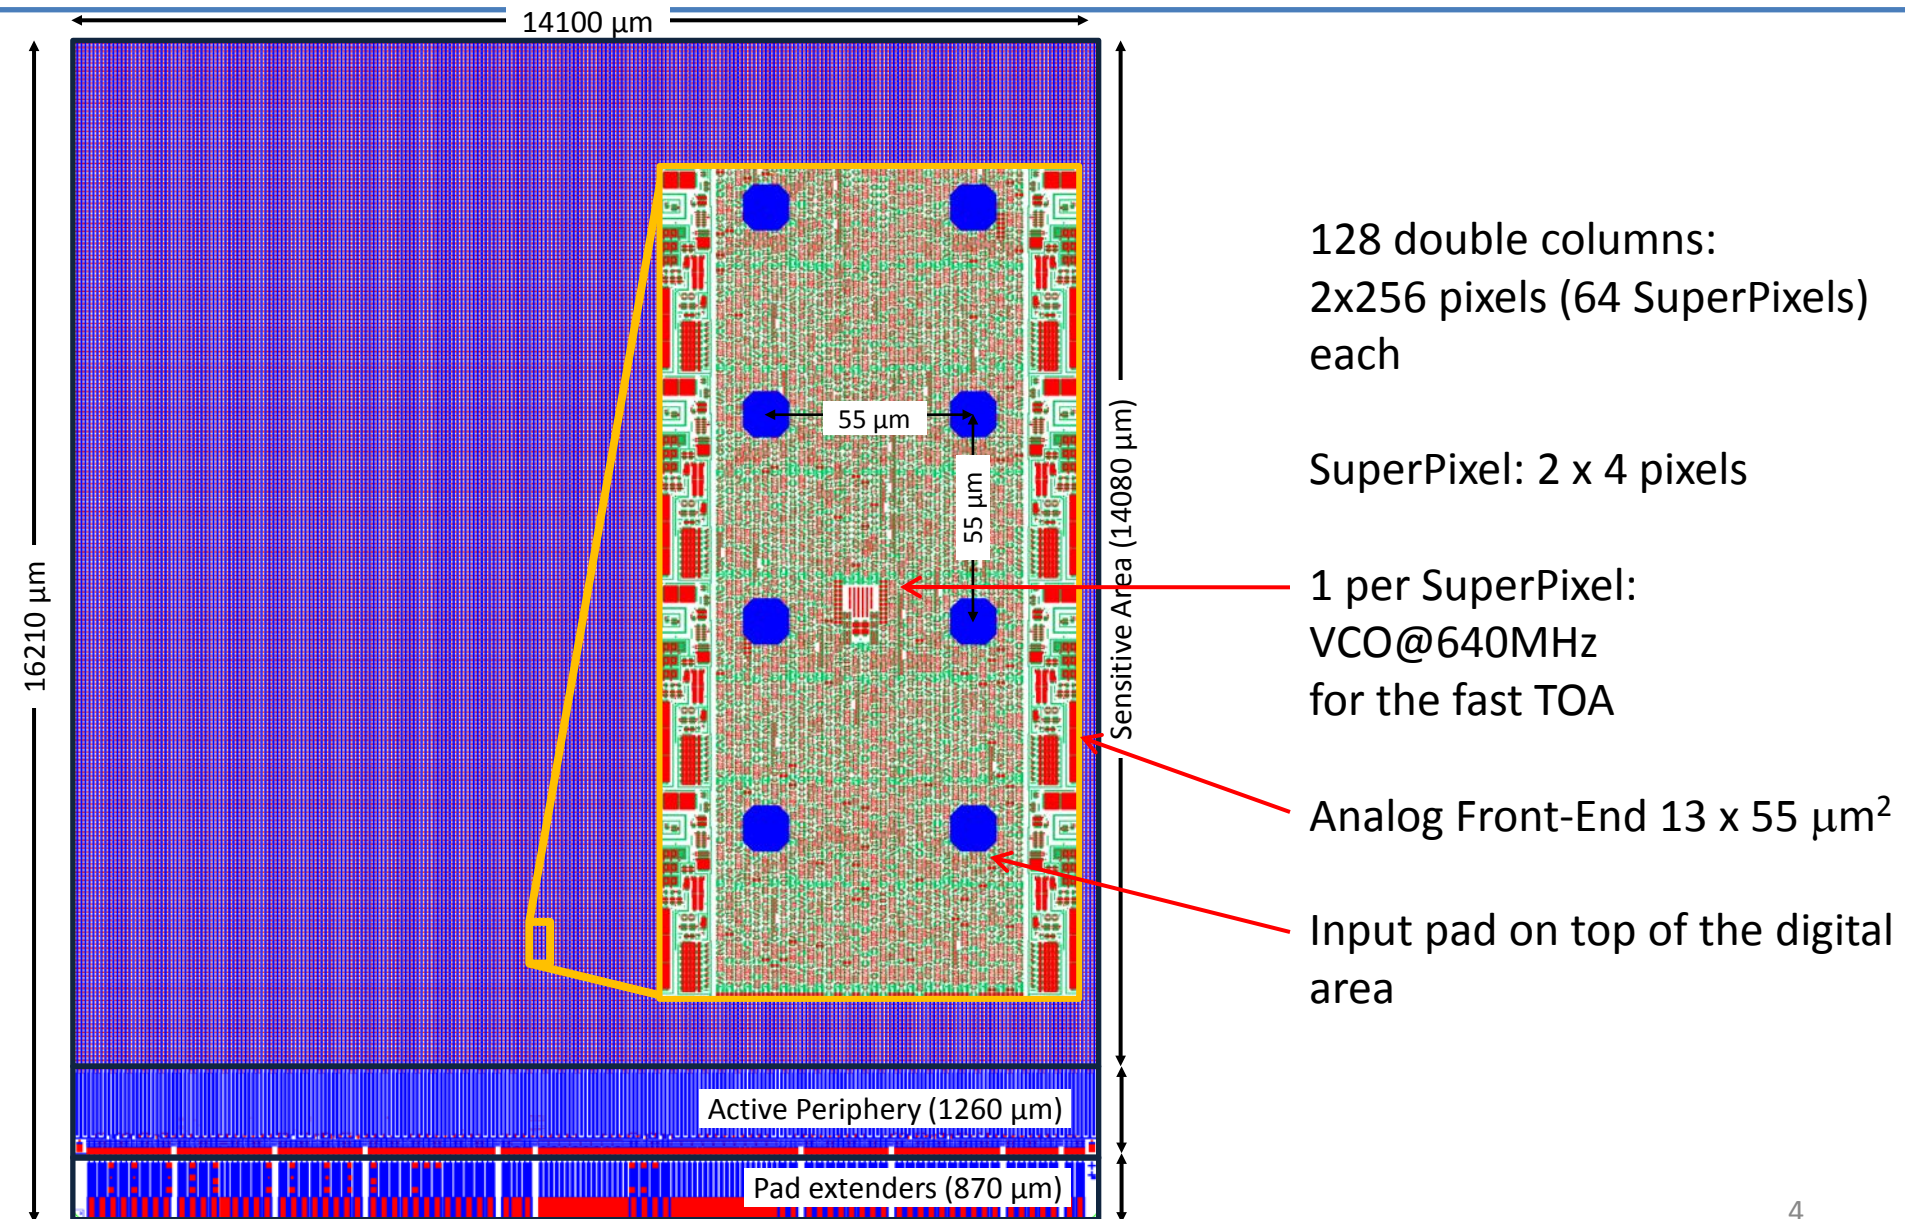 14100 µm
16210 µm
Sensitive Area (14080 µm)
55 µm
55 µm
128 double columns:
2x256 pixels (64 SuperPixels)
each
SuperPixel: 2 x 4 pixels
1 per SuperPixel:
VCO@640MHz
for the fast TOA
Analog Front-End 13 x 55 µm²
Input pad on top of the digital
area
Active Periphery (1260 µm)
Pad extenders (870 µm)
4